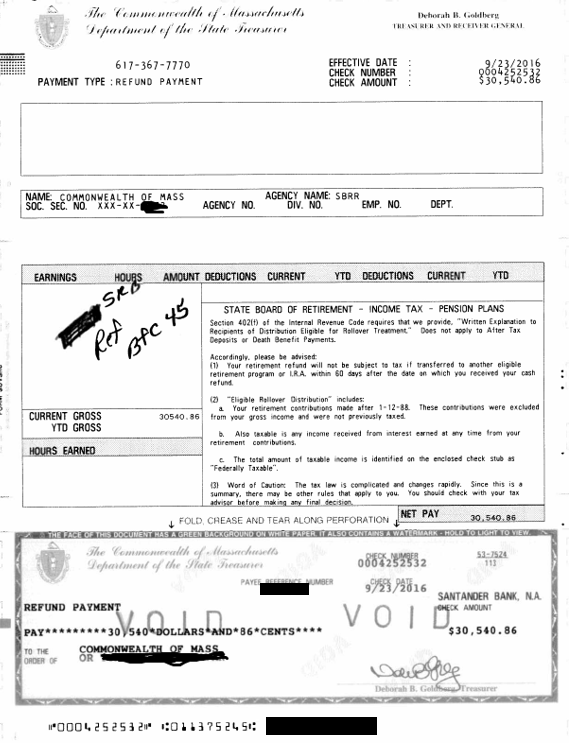 The Commonwealth of Massachusetts
Department of the State Treasurer
Deborah B. Goldberg
TREASURER AND RECEIVER GENERAL
617-367-7770
PAYMENT TYPE : REFUND PAYMENT
EFFECTIVE DATE : 9/23/2016
CHECK NUMBER : 0004252532
CHECK AMOUNT : $30,540.86
NAME: COMMONWEALTH OF MASS AGENCY NAME: SBRR
SOC. SEC. NO. XXX-XX- AGENCY NO. DIV. NO. EMP. NO. DEPT.
EARNINGS HOURS AMOUNT DEDUCTIONS CURRENT YTD DEDUCTIONS CURRENT YTD
SRB
Ref BPC 45
STATE BOARD OF RETIREMENT - INCOME TAX - PENSION PLANS
Section 402(f) of the Internal Revenue Code requires that we provide, "Written Explanation to
Recipients of Distribution Eligible for Rollover Treatment." Does not apply to After Tax
Deposits or Death Benefit Payments.
Accordingly, please be advised:
(1) Your retirement refund will not be subject to tax if transferred to another eligible
retirement program or I.R.A. within 60 days after the date on which you received your cash
refund.
(2) "Eligible Rollover Distribution" includes:
a. Your retirement contributions made after 1-12-88. These contributions were excluded
from your gross income and were not previously taxed.
b. Also taxable is any income received from interest earned at any time from your
retirement contributions.
c. The total amount of taxable income is identified on the enclosed check stub as
"Federally Taxable".
(3) Word of Caution: The tax law is complicated and changes rapidly. Since this is a
summary, there may be other rules that apply to you. You should check with your tax
advisor before making any final decision.
CURRENT GROSS 30540.86
YTD GROSS
HOURS EARNED
NET PAY 30,540.86
↓ FOLD, CREASE AND TEAR ALONG PERFORATION ↓
THE FACE OF THIS DOCUMENT HAS A GREEN BACKGROUND ON WHITE PAPER. IT ALSO CONTAINS A WATERMARK - HOLD TO LIGHT TO VIEW.
The Commonwealth of Massachusetts
Department of the State Treasurer
CHECK NUMBER
0004252532
53-7524
113
PAYEE REFERENCE NUMBER
CHECK DATE
9/23/2016
SANTANDER BANK, N.A.
REFUND PAYMENT
CHECK AMOUNT
VOID VOID
PAY*********30,540*DOLLARS*AND*86*CENTS****
$30,540.86
TO THE
ORDER OF
COMMONWEALTH OF MASS
OR
Deborah B. Goldberg Treasurer
⑈0004252532⑈ ⑆011375245⑆